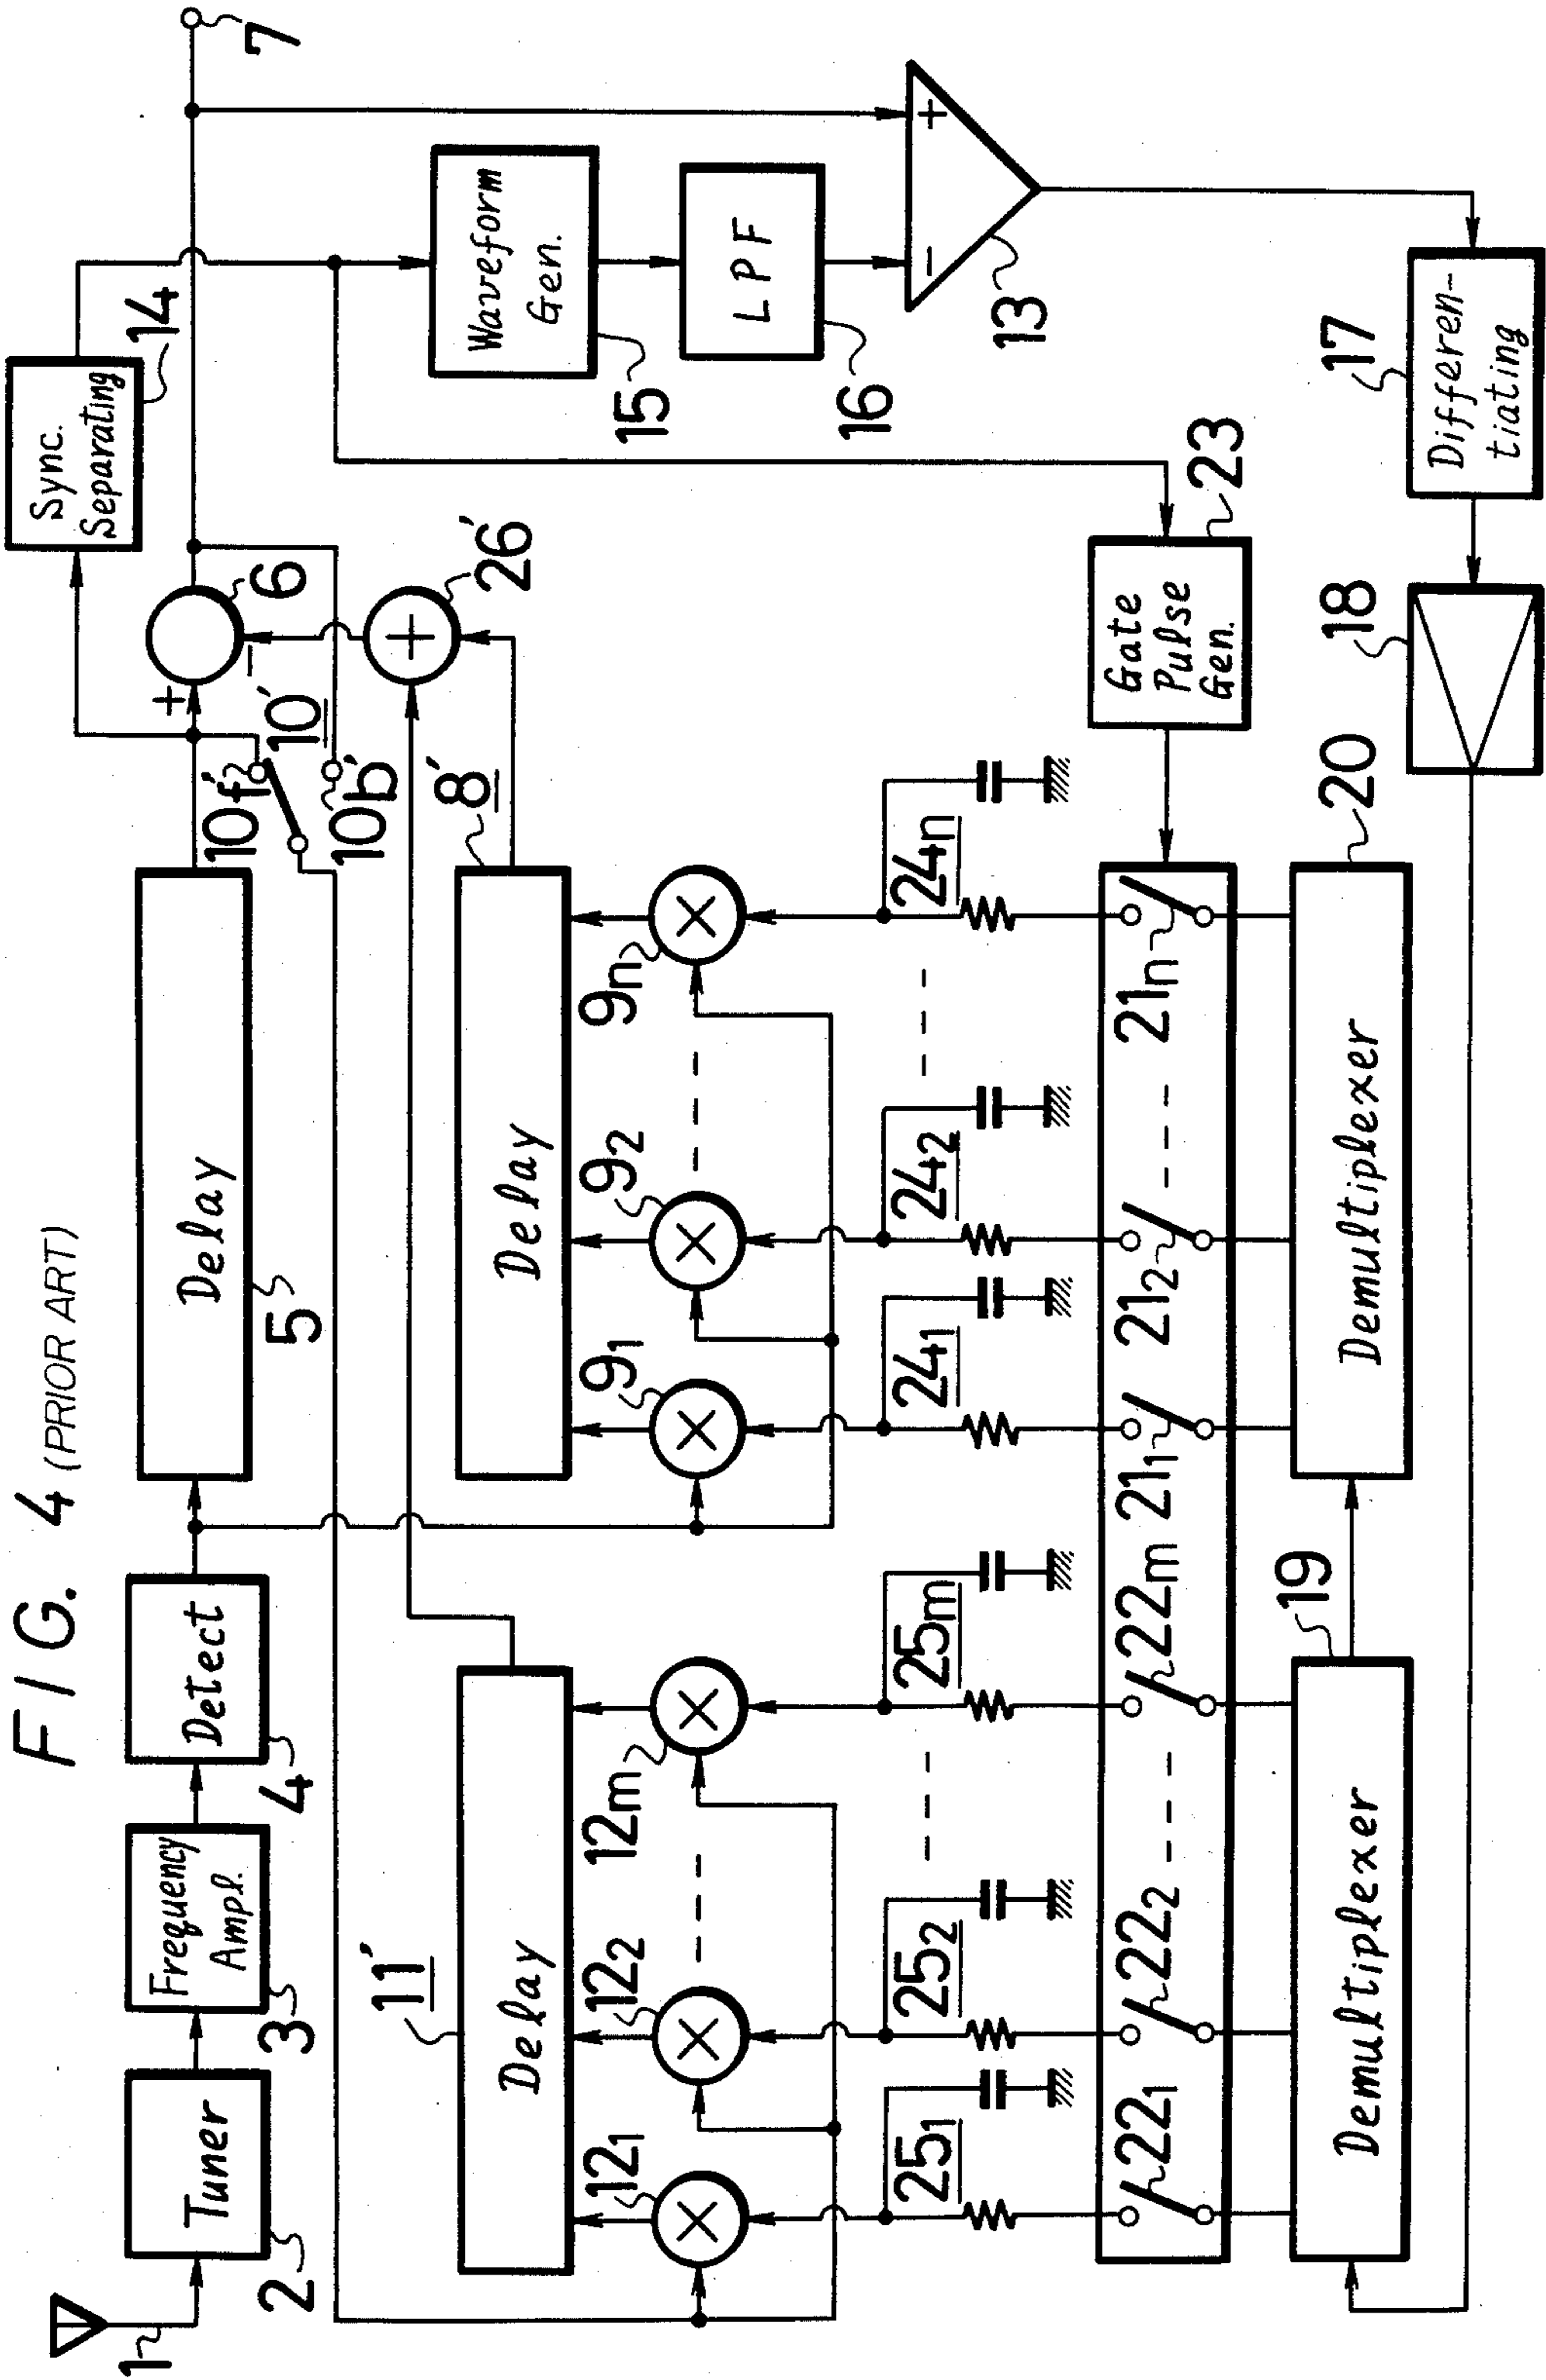 FIG. 4 (PRIOR ART)
1
2
Tuner
3
Frequency
Ampl.
4
Detect
5
Delay
10f'
10'
10b'
+
−
6
Sync.
Separating
14
7
26'
+
11'
Delay
8'
Delay
Waveform
Gen.
15
LPF
16
−
+
13
12₁
12₂
12m
9₁
9₂
9n
×
×
×
×
×
×
25₁
25₂
25m
24₁
24₂
24n
22₁
22₂
22m
21₁
21₂
21n
Gate
Pulse
Gen.
23
Demultiplexer
19
Demultiplexer
20
18
Differen-
tiating
17